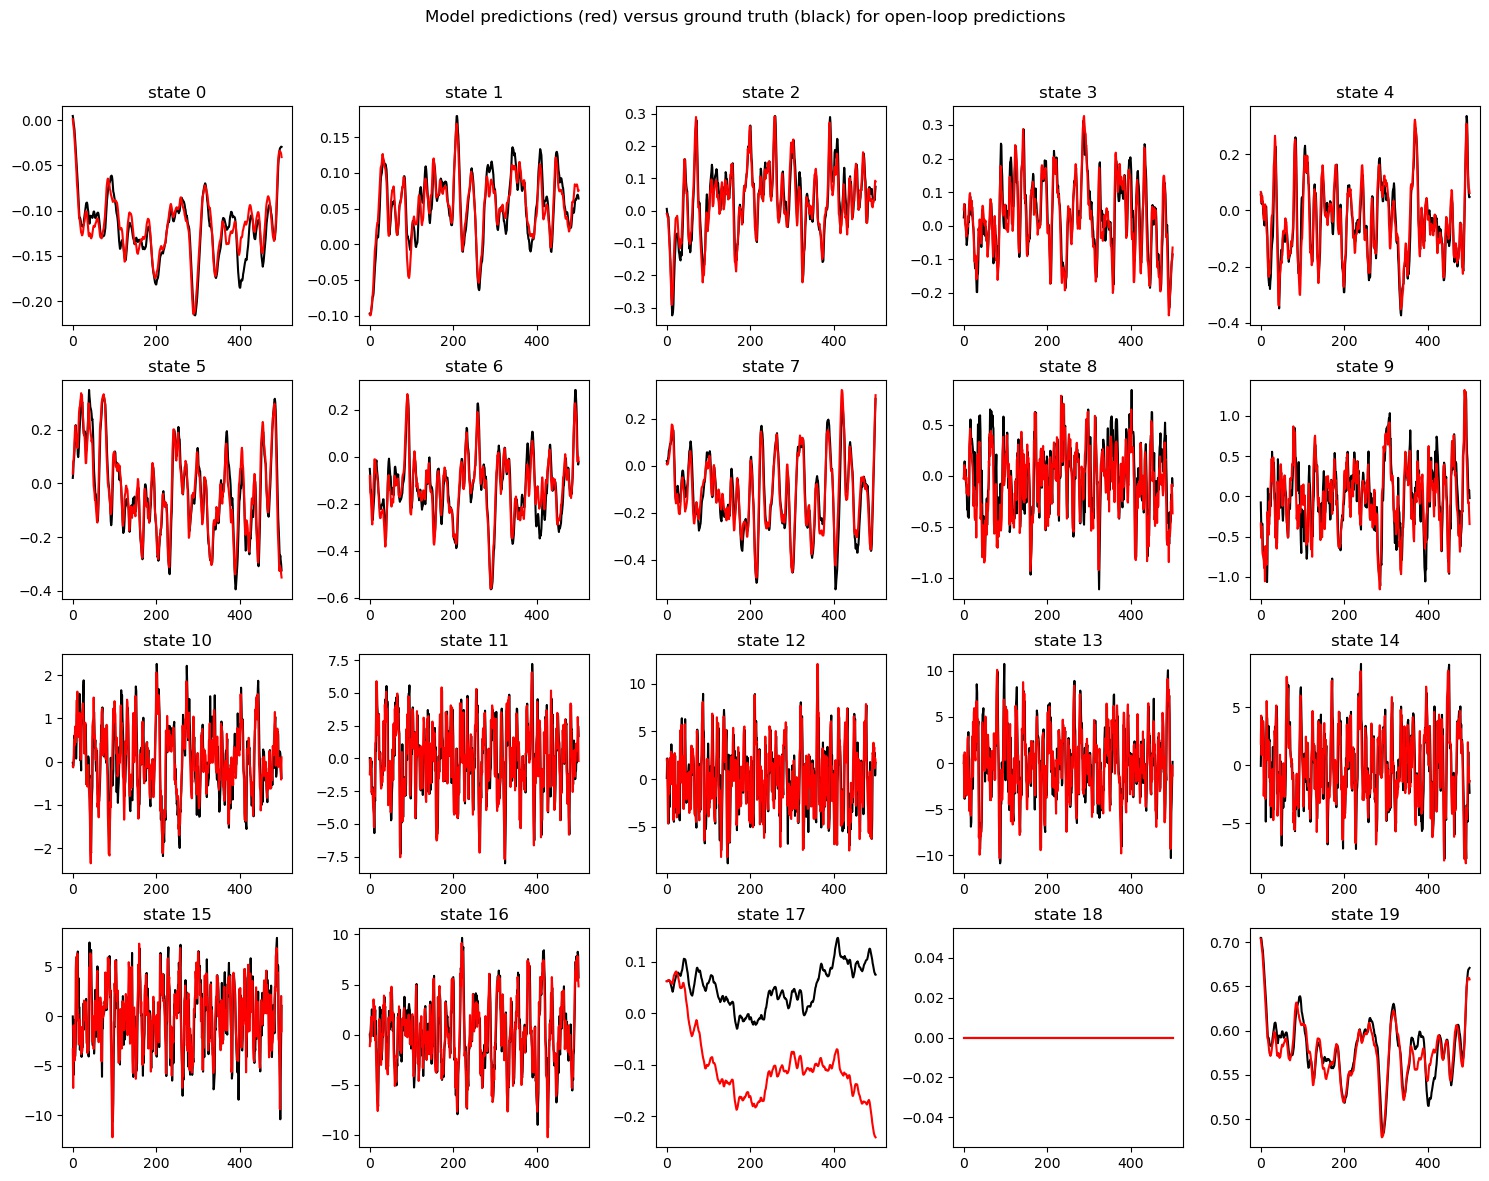 Model predictions (red) versus ground truth (black) for open-loop predictions
state 0 state 1 state 2 state 3 state 4
0.00 −0.05 −0.10 −0.15 −0.20
0.15 0.10 0.05 0.00 −0.05 −0.10
0.3 0.2 0.1 0.0 −0.1 −0.2 −0.3
0.3 0.2 0.1 0.0 −0.1 −0.2
0.2 0.0 −0.2 −0.4
0 200 400 0 200 400 0 200 400 0 200 400 0 200 400
state 5 state 6 state 7 state 8 state 9
0.2 0.0 −0.2 −0.4
0.2 0.0 −0.2 −0.4 −0.6
0.2 0.0 −0.2 −0.4
0.5 0.0 −0.5 −1.0
1.0 0.5 0.0 −0.5 −1.0
0 200 400 0 200 400 0 200 400 0 200 400 0 200 400
state 10 state 11 state 12 state 13 state 14
2 1 0 −1 −2
7.5 5.0 2.5 0.0 −2.5 −5.0 −7.5
10 5 0 −5
10 5 0 −5 −10
5 0 −5
0 200 400 0 200 400 0 200 400 0 200 400 0 200 400
state 15 state 16 state 17 state 18 state 19
5 0 −5 −10
10 5 0 −5 −10
0.1 0.0 −0.1 −0.2
0.04 0.02 0.00 −0.02 −0.04
0.70 0.65 0.60 0.55 0.50
0 200 400 0 200 400 0 200 400 0 200 400 0 200 400